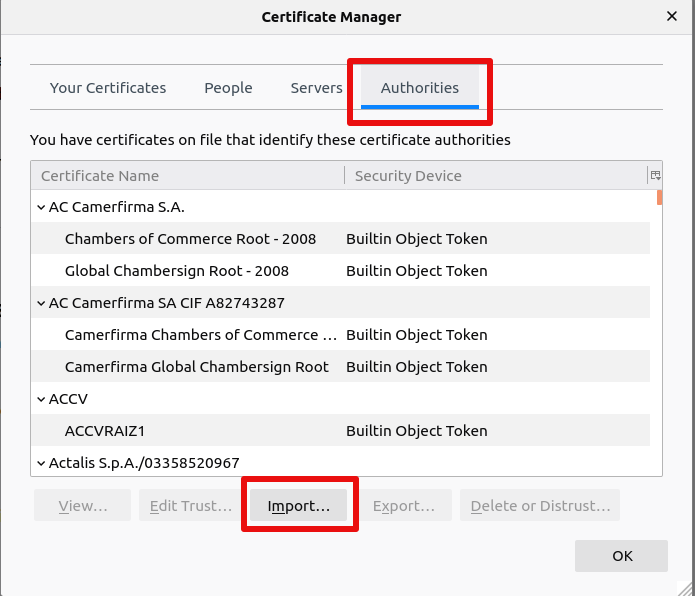 Certificate Manager
Your Certificates People Servers Authorities
You have certificates on file that identify these certificate authorities
Certificate Name Security Device
AC Camerfirma S.A.
Chambers of Commerce Root - 2008 Builtin Object Token
Global Chambersign Root - 2008 Builtin Object Token
AC Camerfirma SA CIF A82743287
Camerfirma Chambers of Commerce … Builtin Object Token
Camerfirma Global Chambersign Root Builtin Object Token
ACCV
ACCVRAIZ1 Builtin Object Token
Actalis S.p.A./03358520967
View… Edit Trust… Import… Export… Delete or Distrust…
OK